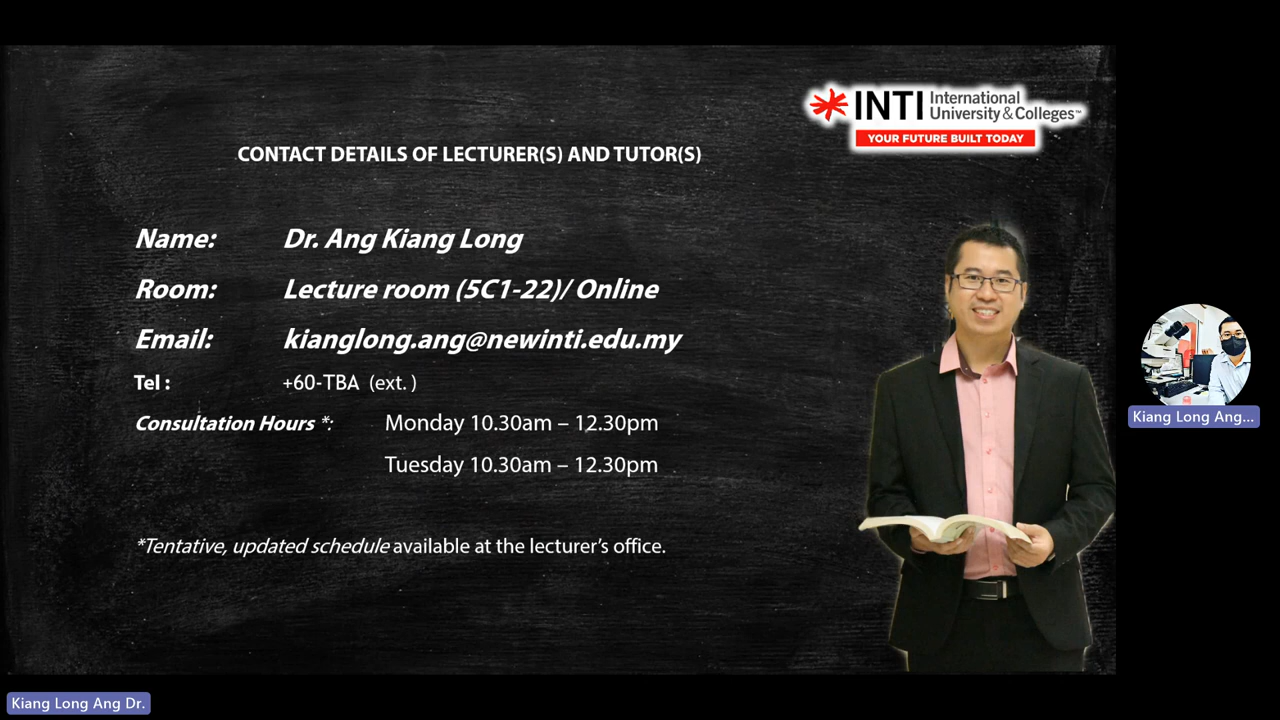 INTI International
University & Colleges™
YOUR FUTURE BUILT TODAY
CONTACT DETAILS OF LECTURER(S) AND TUTOR(S)
Name: Dr. Ang Kiang Long
Room: Lecture room (5C1-22)/ Online
Email: kianglong.ang@newinti.edu.my
Tel : +60-TBA (ext. )
Consultation Hours *: Monday 10.30am – 12.30pm
Tuesday 10.30am – 12.30pm
*Tentative, updated schedule available at the lecturer’s office.
Kiang Long Ang...
Kiang Long Ang Dr.